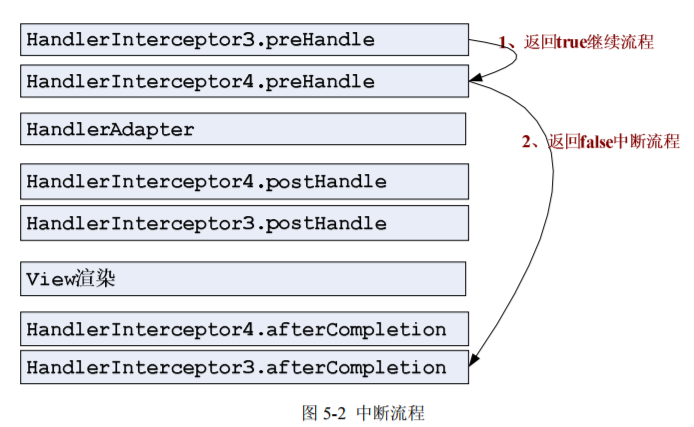 HandlerInterceptor3.preHandle
1、返回true继续流程
HandlerInterceptor4.preHandle
HandlerAdapter
2、返回false中断流程
HandlerInterceptor4.postHandle
HandlerInterceptor3.postHandle
View渲染
HandlerInterceptor4.afterCompletion
HandlerInterceptor3.afterCompletion
图 5-2 中断流程